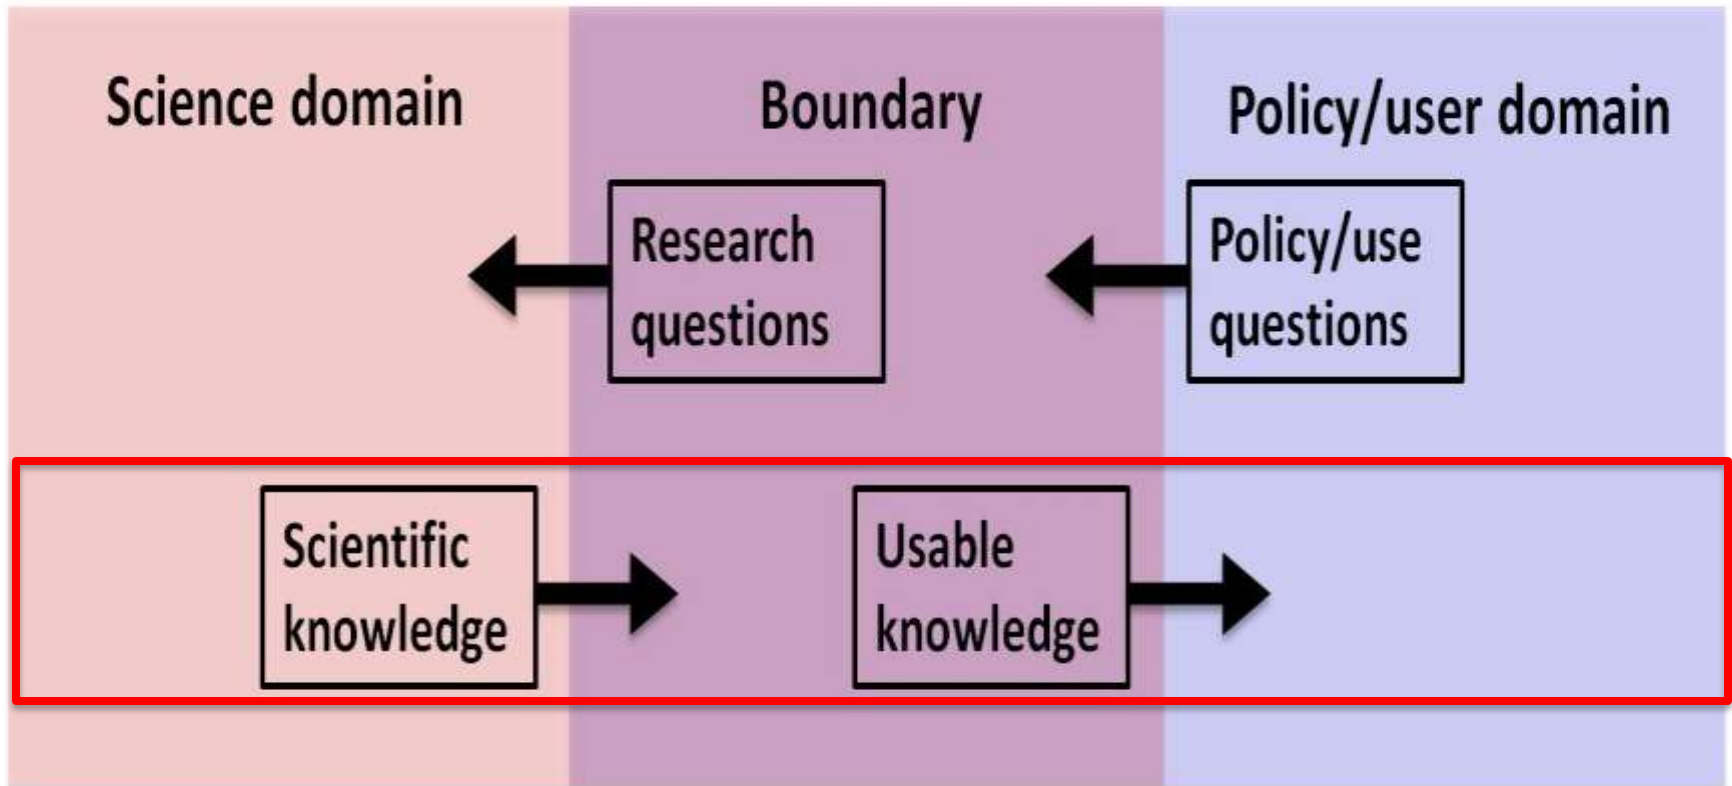 Science domain
Boundary
Policy/user domain
Research
questions
Policy/use
questions
Scientific
knowledge
Usable
knowledge